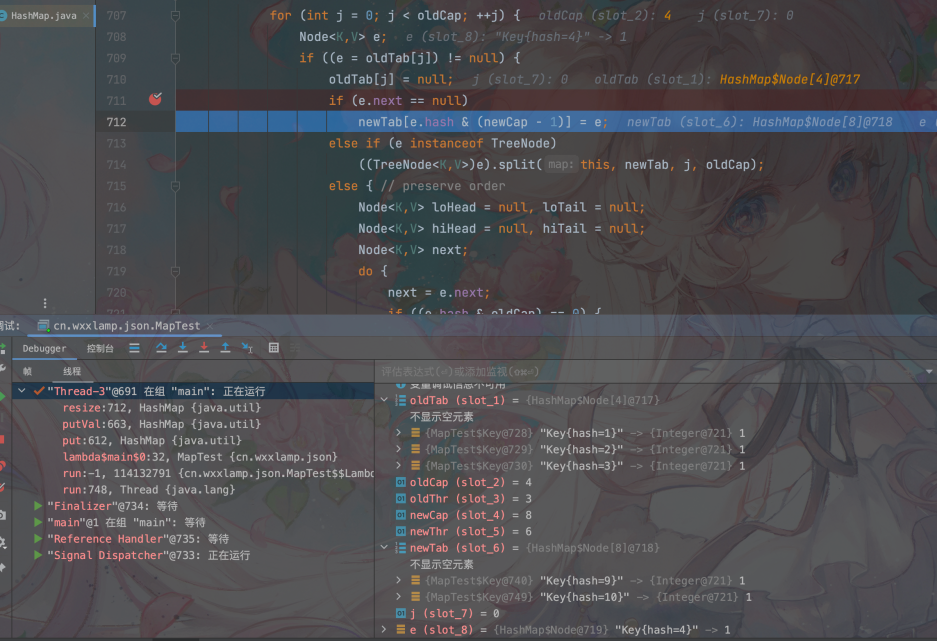 HashMap.java ×
707 for (int j = 0; j < oldCap; ++j) { oldCap (slot_2): 4 j (slot_7): 0
708 Node<K,V> e; e (slot_8): "Key{hash=4}" -> 1
709 if ((e = oldTab[j]) != null) {
710 oldTab[j] = null; j (slot_7): 0 oldTab (slot_1): HashMap$Node[4]@717
711 if (e.next == null)
712 newTab[e.hash & (newCap - 1)] = e; newTab (slot_6): HashMap$Node[8]@718 e (
713 else if (e instanceof TreeNode)
714 ((TreeNode<K,V>)e).split( map: this, newTab, j, oldCap);
715 else { // preserve order
716 Node<K,V> loHead = null, loTail = null;
717 Node<K,V> hiHead = null, hiTail = null;
718 Node<K,V> next;
719 do {
720 next = e.next;
721 if ((e.hash & oldCap) == 0) {
调试: cn.wxxlamp.json.MapTest ×
Debugger 控制台
帧 线程
"Thread-3"@691 在组 "main": 正在运行
resize:712, HashMap {java.util}
putVal:663, HashMap {java.util}
put:612, HashMap {java.util}
lambda$main$0:32, MapTest {cn.wxxlamp.json}
run:-1, 114132791 {cn.wxxlamp.json.MapTest$$Lambd
run:748, Thread {java.lang}
"Finalizer"@734: 等待
"main"@1 在组 "main": 等待
"Reference Handler"@735: 等待
"Signal Dispatcher"@733: 正在运行
评估表达式(⏎)或添加监视(⇧⌘⏎)
变量调试信息不可用
oldTab (slot_1) = {HashMap$Node[4]@717}
不显示空元素
{MapTest$Key@728} "Key{hash=1}" -> {Integer@721} 1
{MapTest$Key@729} "Key{hash=2}" -> {Integer@721} 1
{MapTest$Key@730} "Key{hash=3}" -> {Integer@721} 1
oldCap (slot_2) = 4
oldThr (slot_3) = 3
newCap (slot_4) = 8
newThr (slot_5) = 6
newTab (slot_6) = {HashMap$Node[8]@718}
不显示空元素
{MapTest$Key@740} "Key{hash=9}" -> {Integer@721} 1
{MapTest$Key@749} "Key{hash=10}" -> {Integer@721} 1
j (slot_7) = 0
e (slot_8) = {HashMap$Node@719} "Key{hash=4}" -> 1